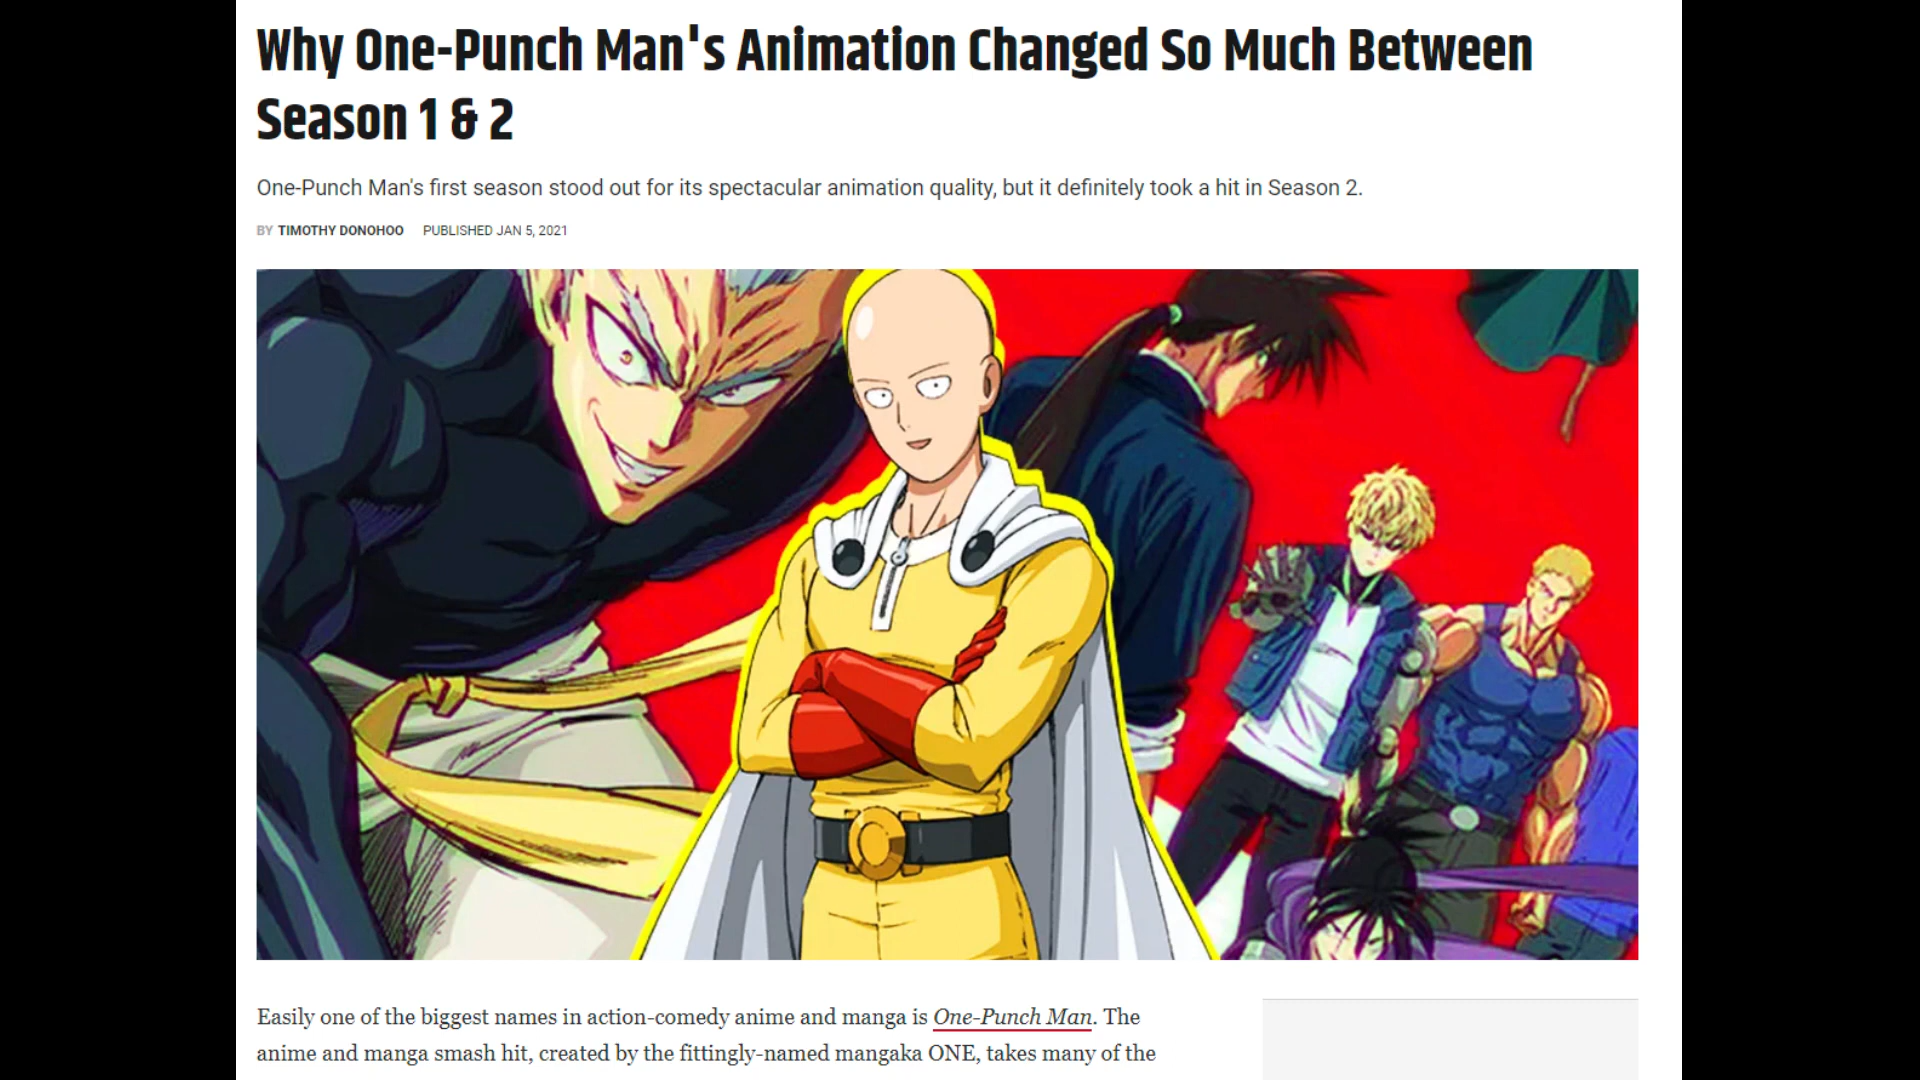 Why One-Punch Man's Animation Changed So Much Between
Season 1 & 2
One-Punch Man's first season stood out for its spectacular animation quality, but it definitely took a hit in Season 2.
BY TIMOTHY DONOHOO PUBLISHED JAN 5, 2021
Easily one of the biggest names in action-comedy anime and manga is One-Punch Man. The
anime and manga smash hit, created by the fittingly-named mangaka ONE, takes many of the